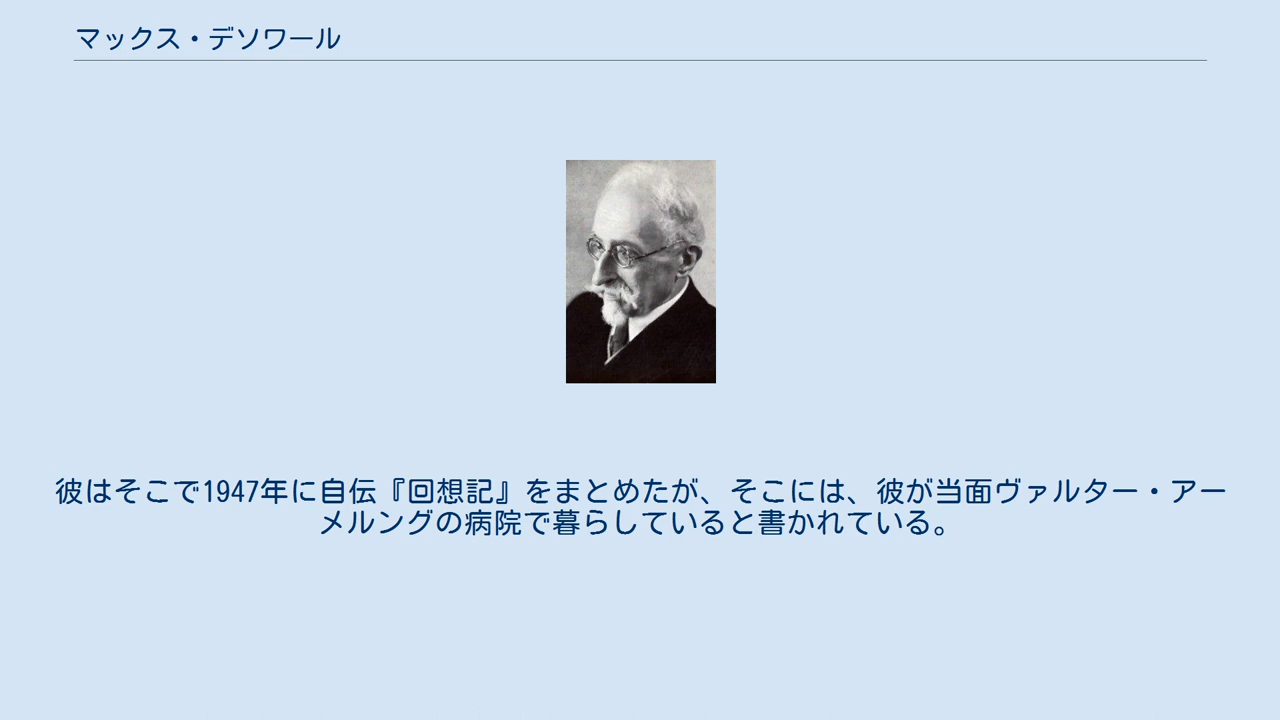 マックス・デソワール
彼はそこで1947年に自伝『回想記』をまとめたが、そこには、彼が当面ヴァルター・アー
メルングの病院で暮らしていると書かれている。